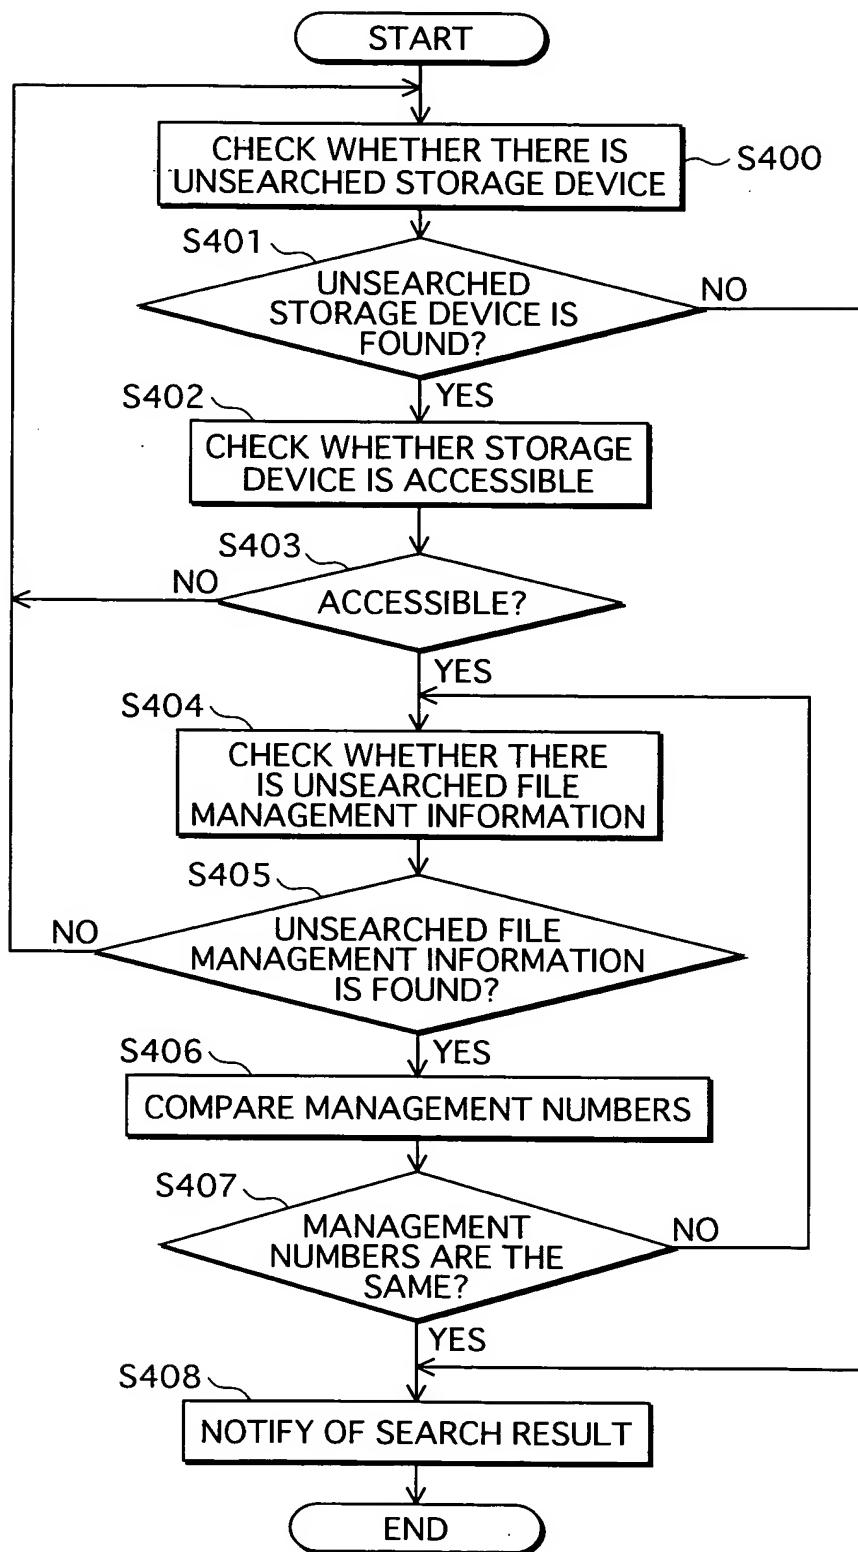 START
CHECK WHETHER THERE IS
UNSEARCHED STORAGE DEVICE
S400
S401
UNSEARCHED
STORAGE DEVICE IS
FOUND?
NO
YES
S402
CHECK WHETHER STORAGE
DEVICE IS ACCESSIBLE
S403
NO
ACCESSIBLE?
YES
S404
CHECK WHETHER THERE
IS UNSEARCHED FILE
MANAGEMENT INFORMATION
S405
NO
UNSEARCHED FILE
MANAGEMENT INFORMATION
IS FOUND?
YES
S406
COMPARE MANAGEMENT NUMBERS
S407
MANAGEMENT
NUMBERS ARE THE
SAME?
NO
YES
S408
NOTIFY OF SEARCH RESULT
END